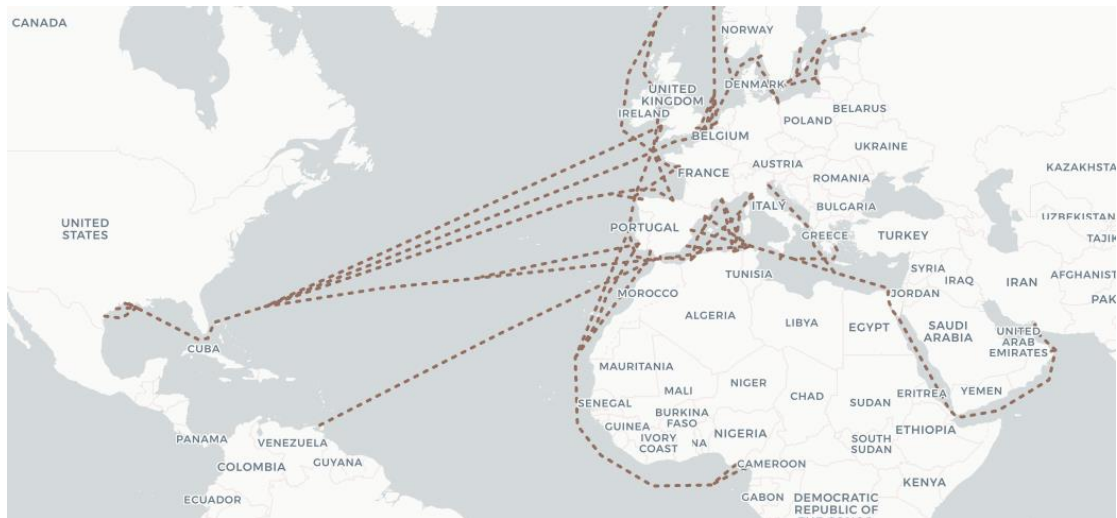 CANADA
NORWAY
DENMARK
UNITED
KINGDOM
IRELAND
BELARUS
POLAND
BELGIUM
UKRAINE
AUSTRIA
FRANCE
ROMANIA
KAZAKHSTA
ITALY
BULGARIA
UZBEKISTAN
UNITED
STATES
PORTUGAL
GREECE
TURKEY
TAJIK
SYRIA
TUNISIA
IRAQ
IRAN
AFGHANIST
MOROCCO
JORDAN
PAK
ALGERIA
LIBYA
EGYPT
SAUDI
ARABIA
UNITED
ARAB
EMIRATES
CUBA
MAURITANIA
MALI
NIGER
CHAD
SUDAN
ERITREA
YEMEN
SENEGAL
GUINEA
BURKINA
FASO
IVORY
COAST
NA
NIGERIA
ETHIOPIA
SOUTH
SUDAN
PANAMA
VENEZUELA
COLOMBIA
GUYANA
CAMEROON
KENYA
ECUADOR
GABON
DEMOCRATIC
REPUBLIC OF